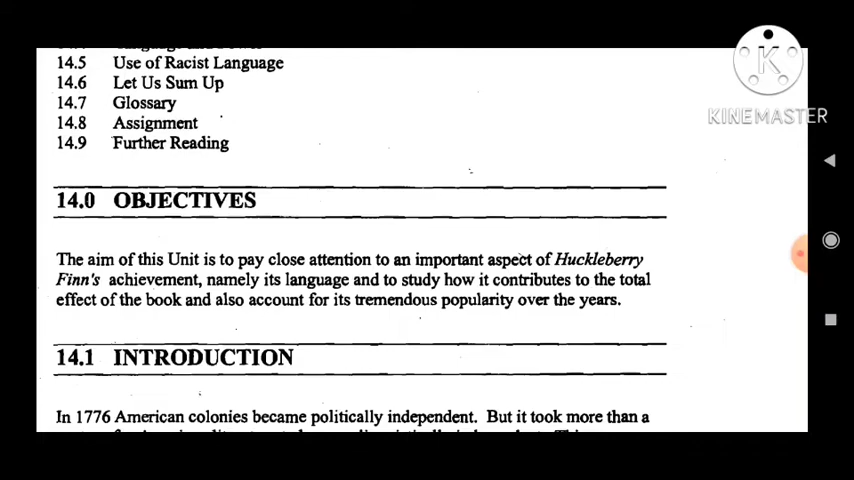 14.5 Use of Racist Language
14.6 Let Us Sum Up
14.7 Glossary
14.8 Assignment
14.9 Further Reading
14.0 OBJECTIVES
The aim of this Unit is to pay close attention to an important aspect of Huckleberry
Finn's achievement, namely its language and to study how it contributes to the total
effect of the book and also account for its tremendous popularity over the years.
14.1 INTRODUCTION
In 1776 American colonies became politically independent. But it took more than a
K
KINEMASTER